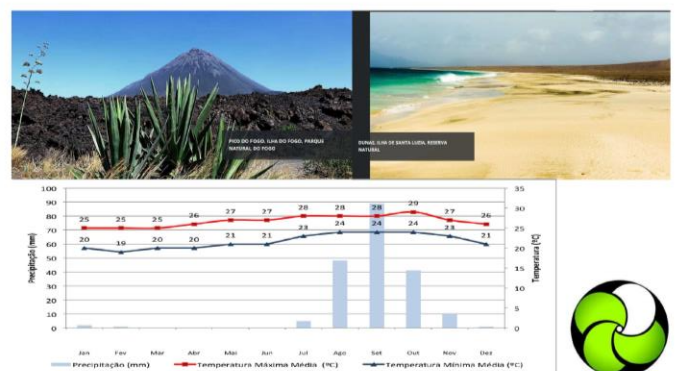 PICO DO FOGO, ILHA DO FOGO, PARQUE
NATURAL DO FOGO
DUNAS, ILHA DE SANTA LUZIA, RESERVA
NATURAL
100
90
80
70
60
50
40
30
20
10
0
Precipitação (mm)
25 25 25 26 27 27 28 28 28 29 27 26
20 19 20 20 21 21 23 24 24 24 23 21
35
30
25
20
15
10
5
0
Temperatura (ºC)
Jan Fev Mar Abr Mai Jun Jul Ago Set Out Nov Dez
Precipitação (mm) Temperatura Máxima Média (ºC) Temperatura Mínima Média (ºC)